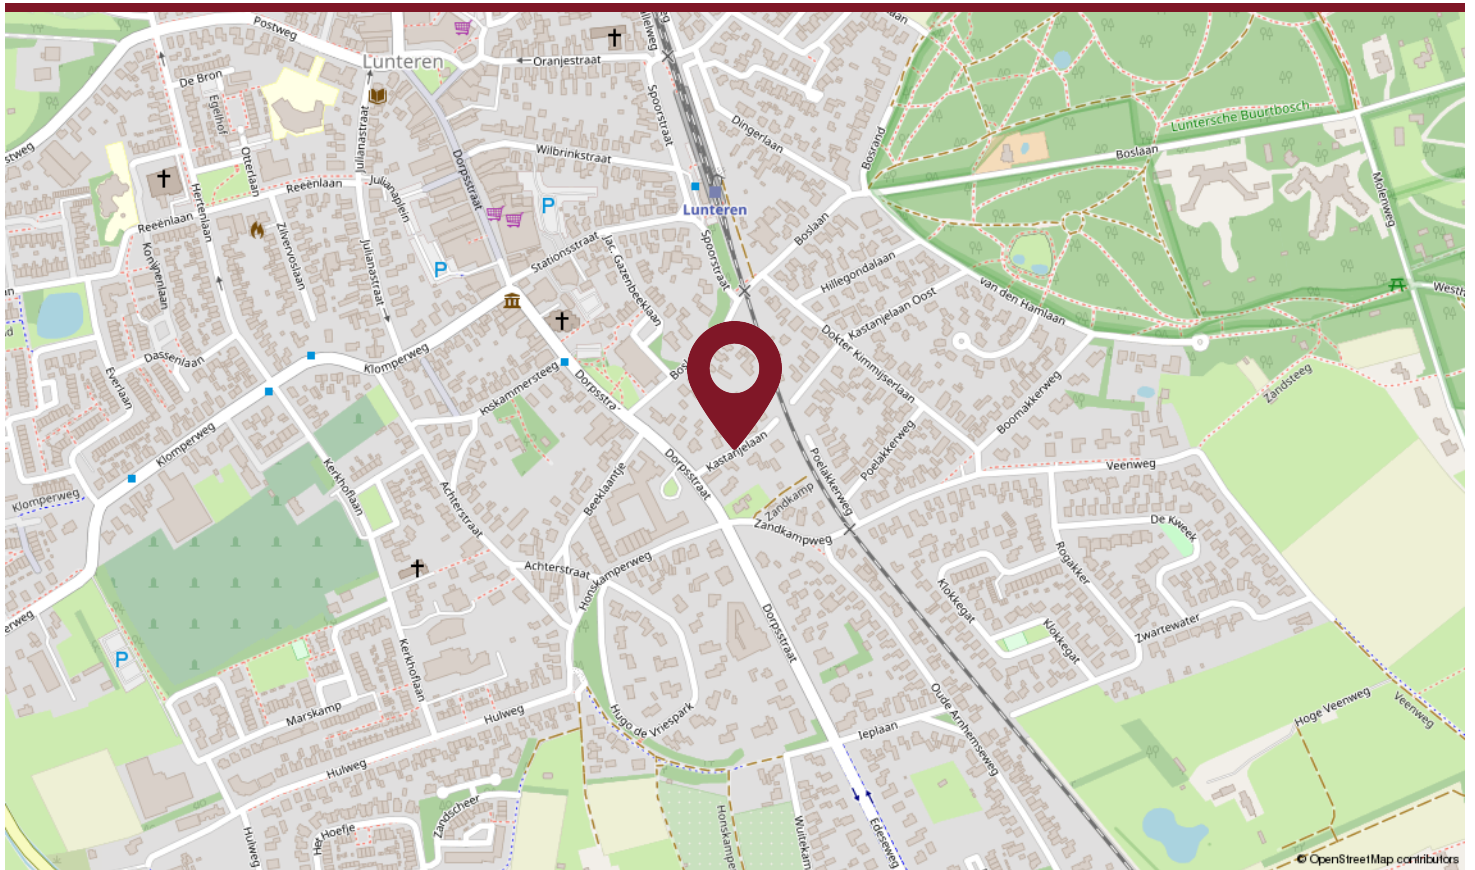 Postweg
Lunteren
Oranjestraat
De Bron
Egelhof
Otterlaan
Julianastraat
Dorpsstraat
Wilbrinkstraat
Spoorstraat
Dingerlaan
Bosrand
Luntersche Buurtbosch
Boslaan
Molenweg
Hertenlaan
Reeënlaan
Julianaplein
Reeënlaan
P
Lunteren
Zilvervoslaan
Julianastraat
Stationsstraat
Jac. Gazenbeeklaan
Spoorstraat
Boslaan
Hillegondalaan
van den Hamlaan
Kastanjelaan Oost
P
Dassenlaan
Everlaan
Klomperweg
Dokter Kimmijserlaan
Boomakkerweg
Zandsteeg
Dorpsstra
Klomperweg
Klomperweg
Kerkhoflaan
Achterstraat
Beeklaantje
Dorpsstraat
Kastanjelaan
Poelakkerweg
Poelakkerweg
Veenweg
Zandkamp
Zandkampweg
De Kweek
Rogakker
Achterstraat
Honskamperweg
Klokkegat
Klokkegat
Zwartewater
P
Kerkhoflaan
Dorpsstraat
Marskamp
Hulweg
Hugo de Vriespark
Ieplaan
Oude Arnhemseweg
Hoge Veenweg
Veenweg
Hulweg
Zandscheer
Het Hoefje
Hulweg
Edeseweg
© OpenStreetMap contributors